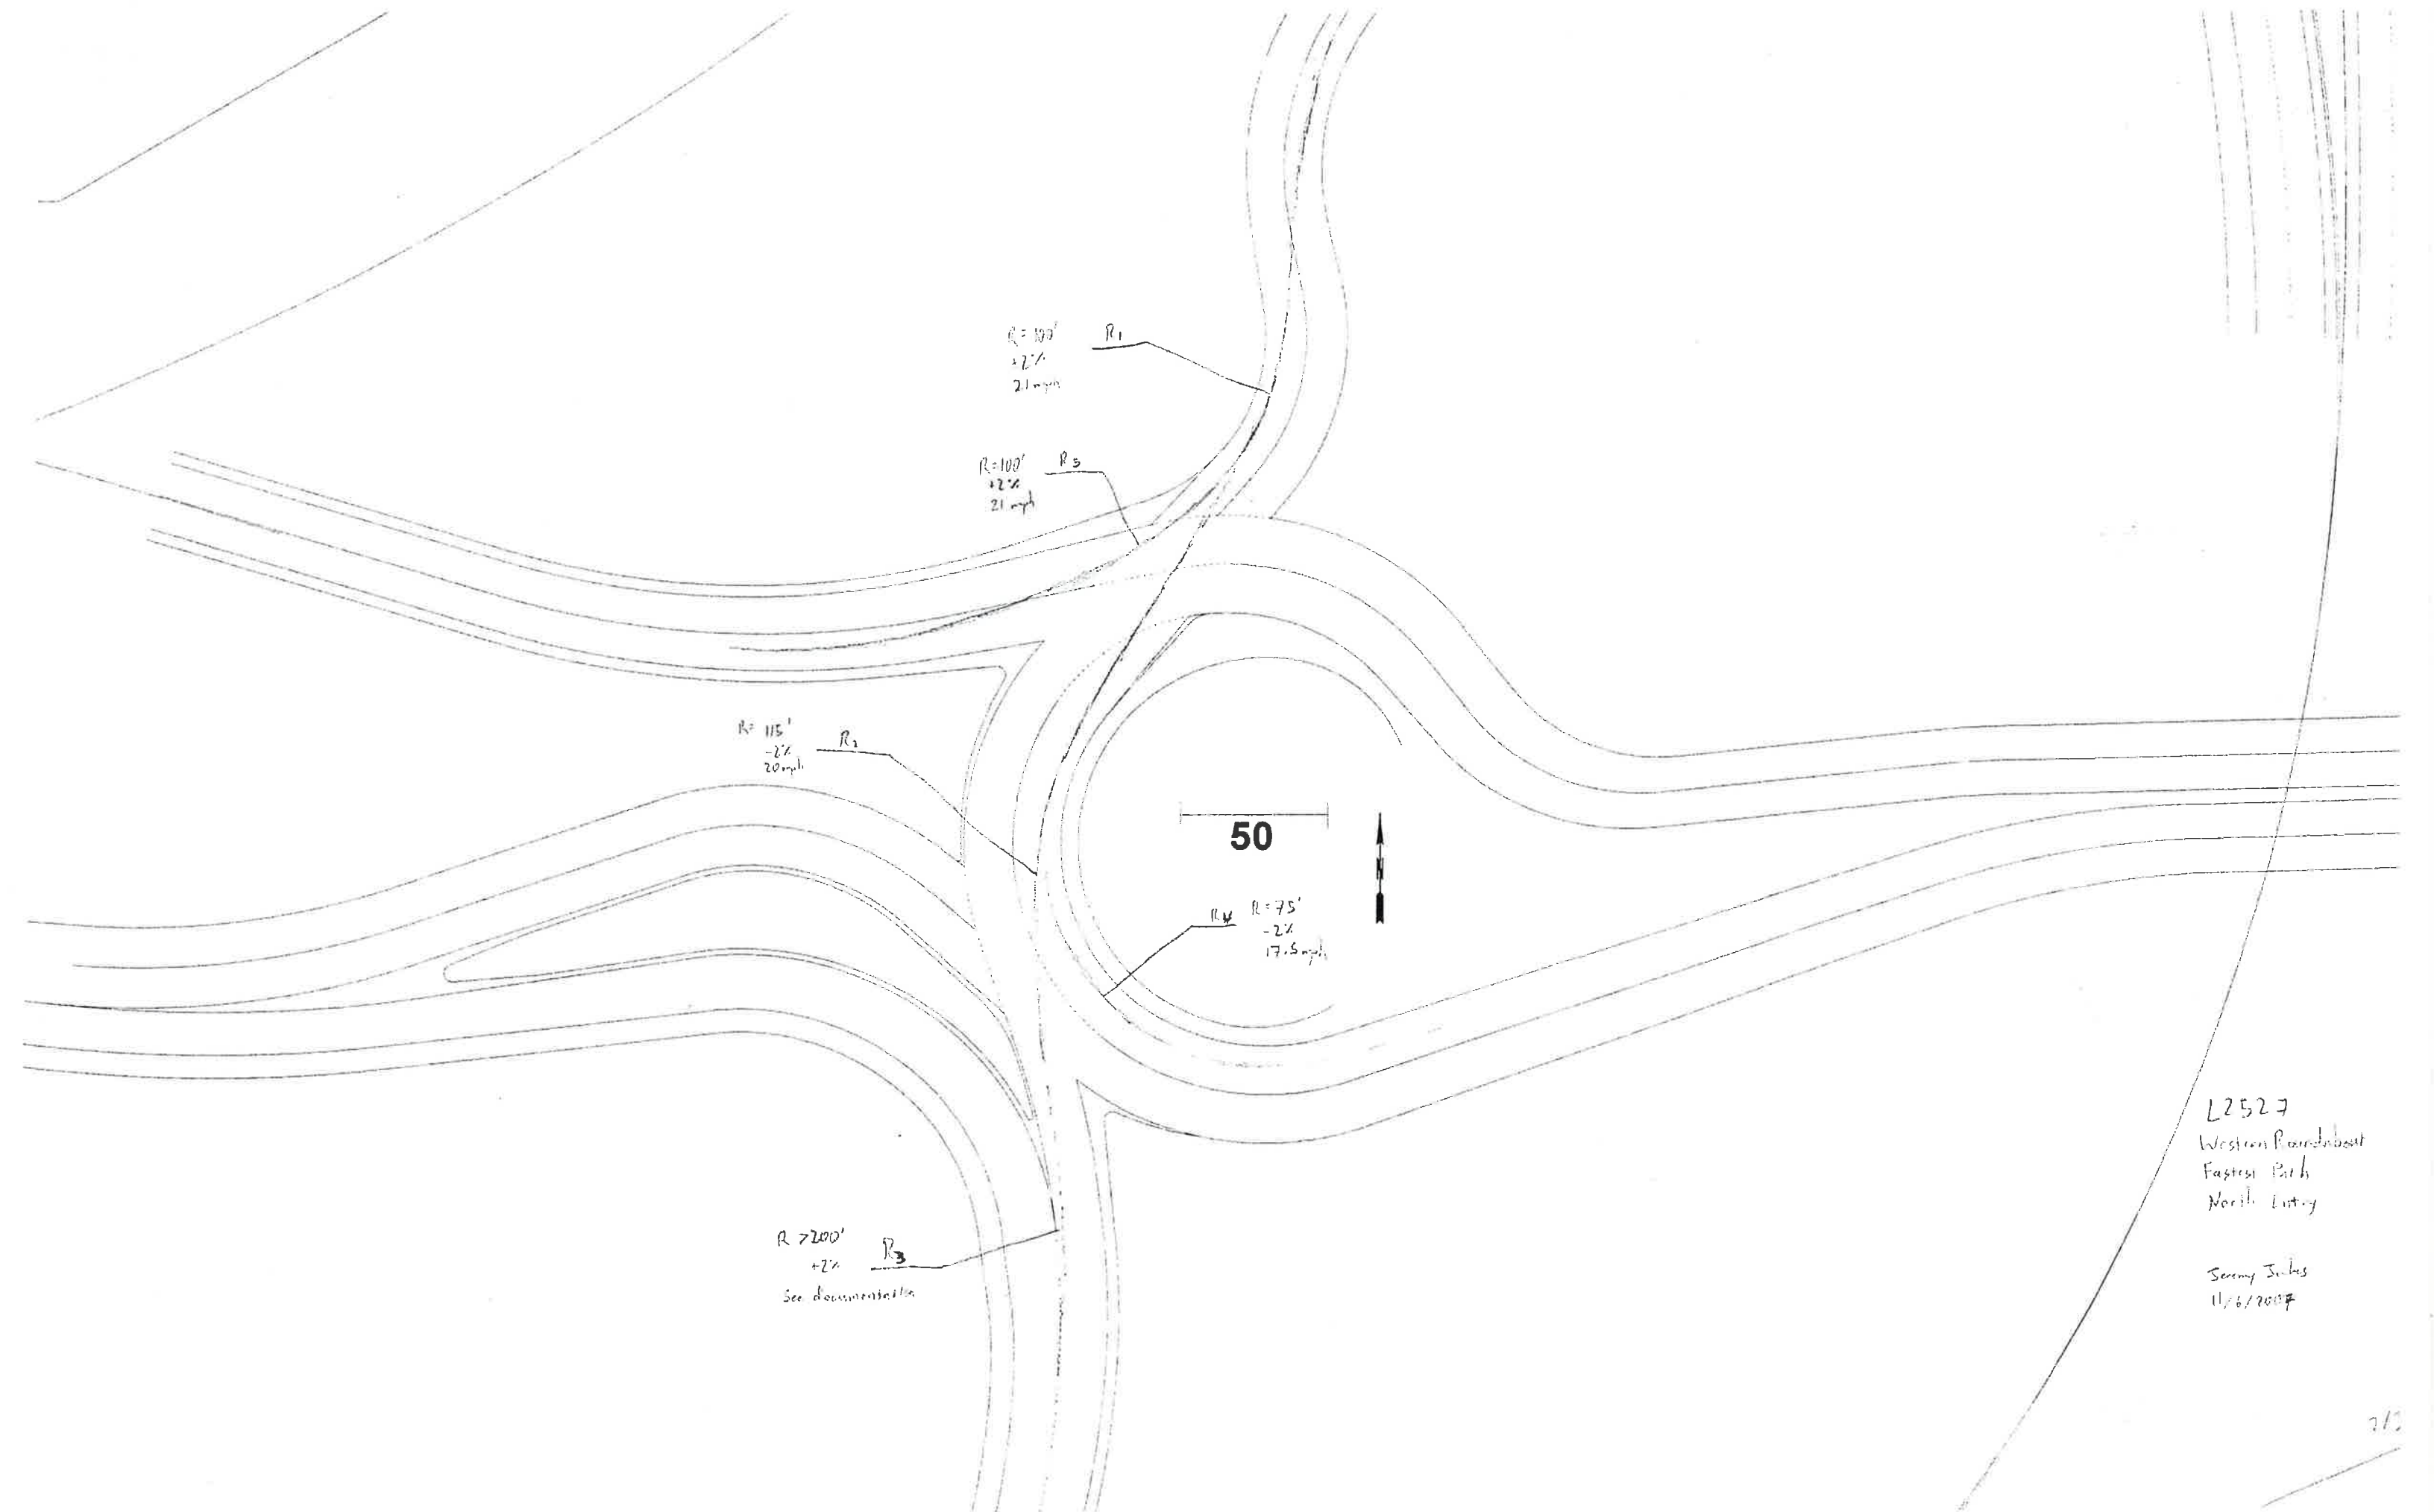 R=100' R1
+2%
21 mph
R=100' R5
+2%
21 mph
R= 115' R2
-2%
20 mph
50
N
R4 R=75'
-2%
17.5 mph
R >200' R3
+2%
See documentation
L2527
Western Roundabout
Fastest Path
North Entry
Jeremy
11/6/2007